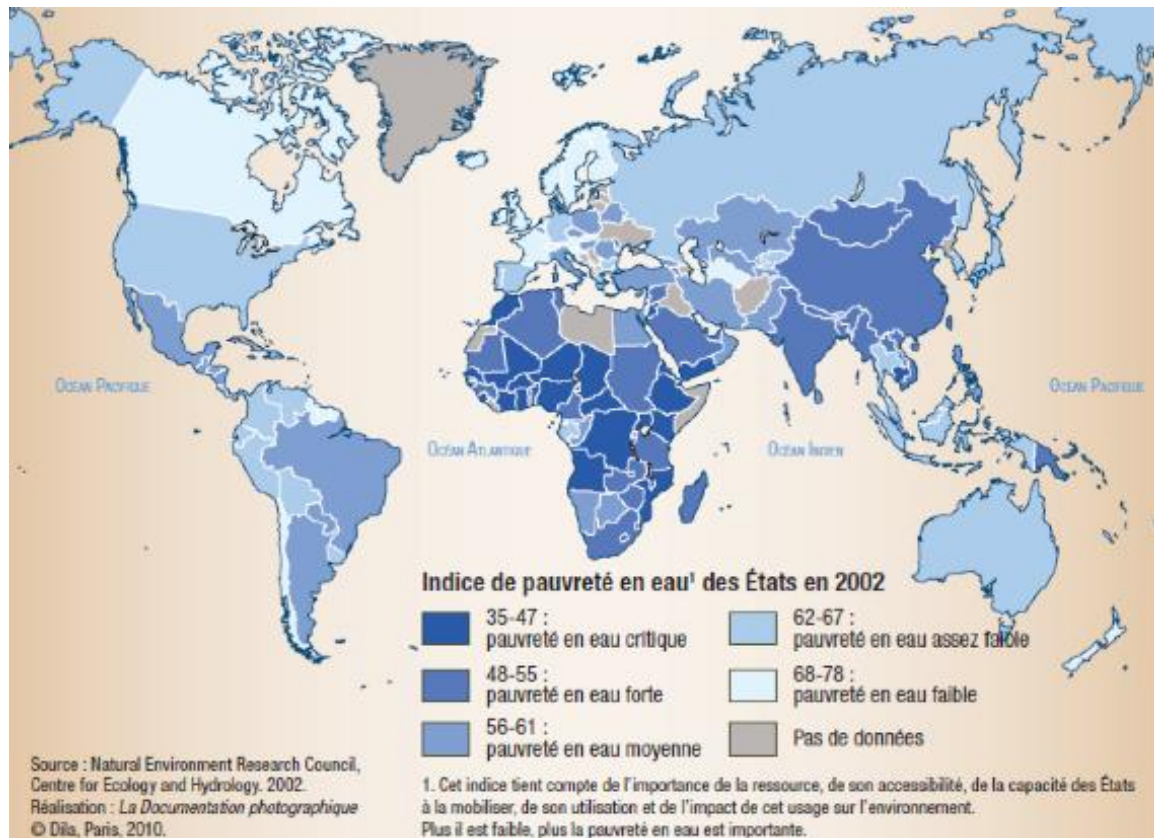 OCÉAN PACIFIQUE
OCÉAN PACIFIQUE
OCÉAN ATLANTIQUE
OCÉAN INDIEN
Indice de pauvreté en eau¹ des États en 2002
35-47 :
pauvreté en eau critique
48-55 :
pauvreté en eau forte
56-61 :
pauvreté en eau moyenne
62-67 :
pauvreté en eau assez faible
68-78 :
pauvreté en eau faible
Pas de données
Source : Natural Environment Research Council,
Centre for Ecology and Hydrology. 2002.
Réalisation : La Documentation photographique
© Dila, Paris, 2010.
1. Cet indice tient compte de l'importance de la ressource, de son accessibilité, de la capacité des États
à la mobiliser, de son utilisation et de l'impact de cet usage sur l'environnement.
Plus il est faible, plus la pauvreté en eau est importante.